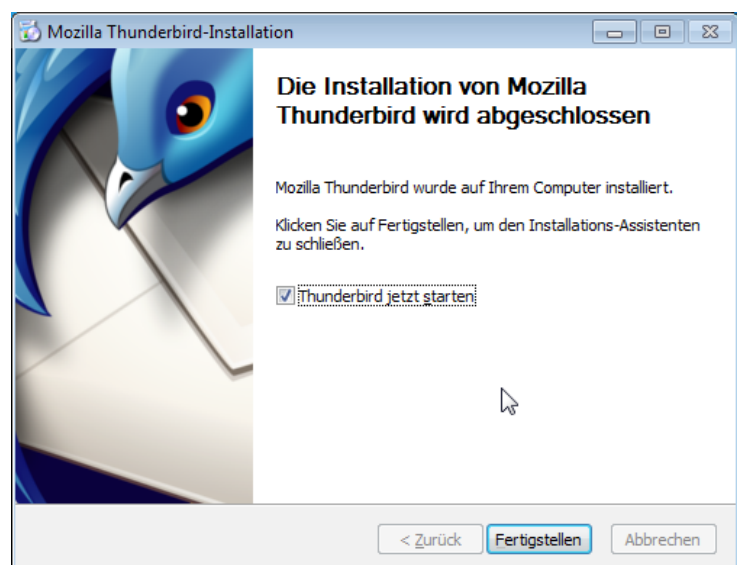 Mozilla Thunderbird-Installation
Die Installation von Mozilla
Thunderbird wird abgeschlossen
Mozilla Thunderbird wurde auf Ihrem Computer installiert.
Klicken Sie auf Fertigstellen, um den Installations-Assistenten
zu schließen.
Thunderbird jetzt starten
< Zurück Fertigstellen Abbrechen